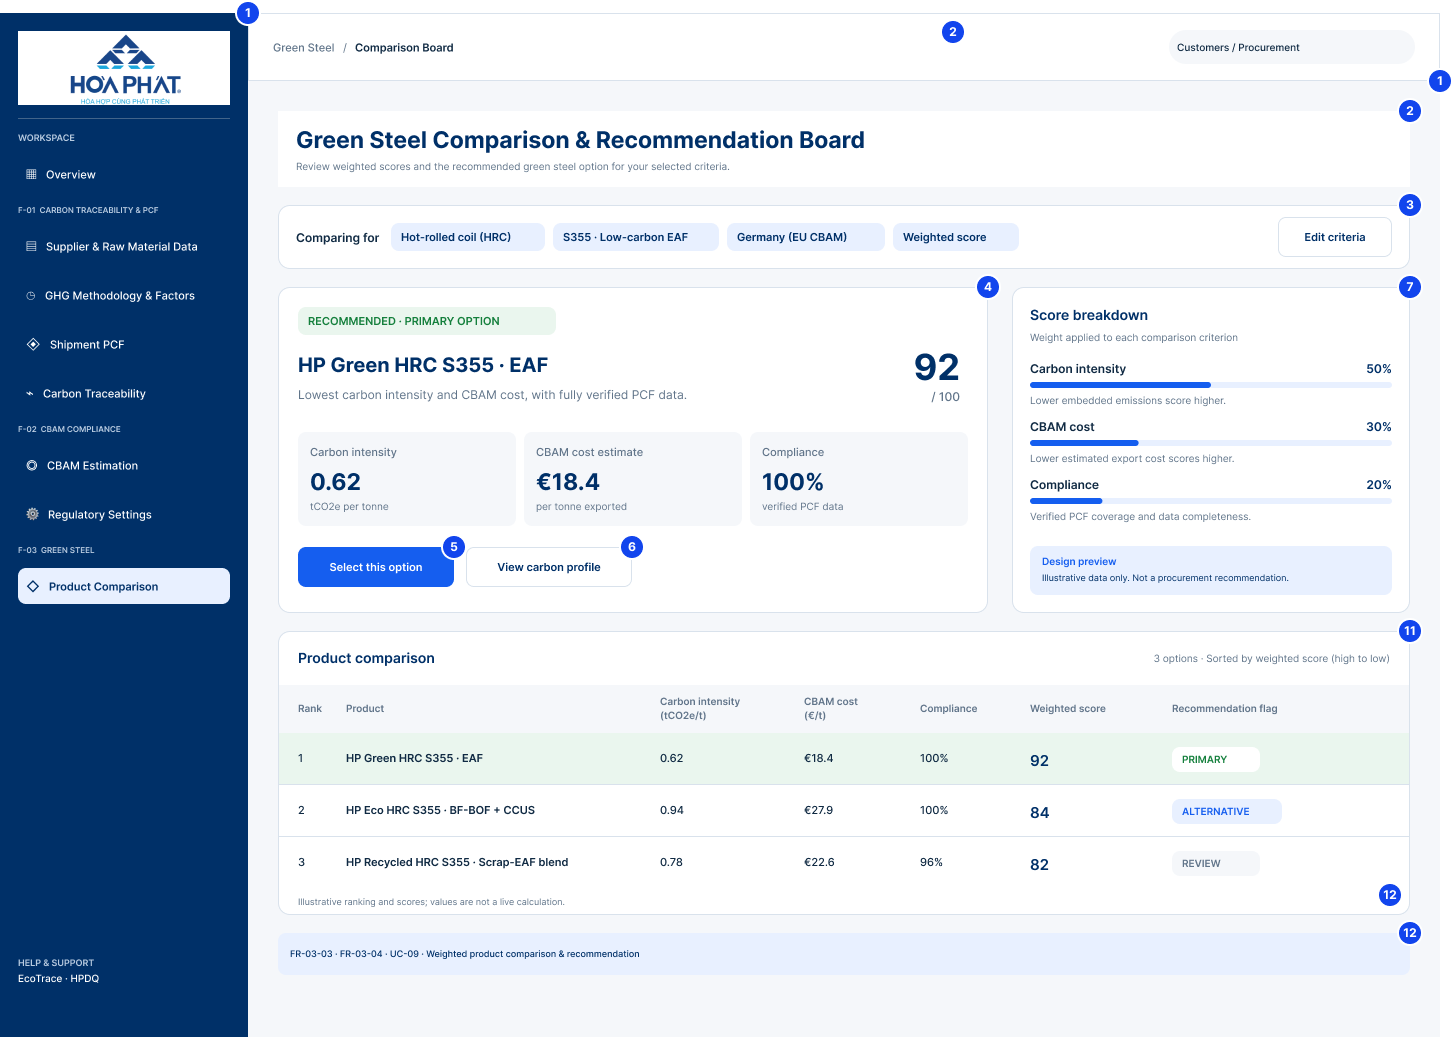 1
HÒA PHÁT
HÒA HỢP CÙNG PHÁT TRIỂN
WORKSPACE
Overview
F-01 CARBON TRACEABILITY & PCF
Supplier & Raw Material Data
GHG Methodology & Factors
Shipment PCF
Carbon Traceability
F-02 CBAM COMPLIANCE
CBAM Estimation
Regulatory Settings
F-03 GREEN STEEL
Product Comparison
HELP & SUPPORT
EcoTrace · HPDQ
2
Green Steel / Comparison Board
Customers / Procurement
1
2
Green Steel Comparison & Recommendation Board
Review weighted scores and the recommended green steel option for your selected criteria.
3
Comparing for Hot-rolled coil (HRC) S355 · Low-carbon EAF Germany (EU CBAM) Weighted score Edit criteria
4
RECOMMENDED · PRIMARY OPTION
HP Green HRC S355 · EAF
92
Lowest carbon intensity and CBAM cost, with fully verified PCF data.
/ 100
Carbon intensity
0.62
tCO2e per tonne
CBAM cost estimate
€18.4
per tonne exported
Compliance
100%
verified PCF data
5
Select this option
6
View carbon profile
7
Score breakdown
Weight applied to each comparison criterion
Carbon intensity 50%
Lower embedded emissions score higher.
CBAM cost 30%
Lower estimated export cost scores higher.
Compliance 20%
Verified PCF coverage and data completeness.
Design preview
Illustrative data only. Not a procurement recommendation.
11
Product comparison
3 options · Sorted by weighted score (high to low)
Rank Product Carbon intensity (tCO2e/t) CBAM cost (€/t) Compliance Weighted score Recommendation flag
1 HP Green HRC S355 · EAF 0.62 €18.4 100% 92 PRIMARY
2 HP Eco HRC S355 · BF-BOF + CCUS 0.94 €27.9 100% 84 ALTERNATIVE
3 HP Recycled HRC S355 · Scrap-EAF blend 0.78 €22.6 96% 82 REVIEW
12
Illustrative ranking and scores; values are not a live calculation.
12
FR-03-03 · FR-03-04 · UC-09 · Weighted product comparison & recommendation